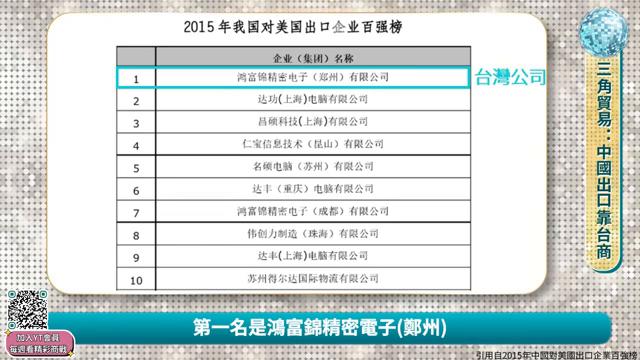 2015年我国对美国出口企业百强榜
企业（集团）名称
1 鸿富锦精密电子（郑州）有限公司
台灣公司
2 达功(上海)电脑有限公司
3 昌硕科技(上海）有限公司
4 仁宝信息技术（昆山）有限公司
5 名硕电脑（苏州）有限公司
6 达丰（重庆）电脑有限公司
7 鸿富锦精密电子（成都）有限公司
8 伟创力制造（珠海）有限公司
9 达丰(上海)电脑有限公司
10 苏州得尔达国际物流有限公司
三角貿易：中國出口靠台商
加入YT會員
每週看精彩商戰
第一名是鴻富錦精密電子(鄭州)
引用自2015年中國對美國出口企業百強榜